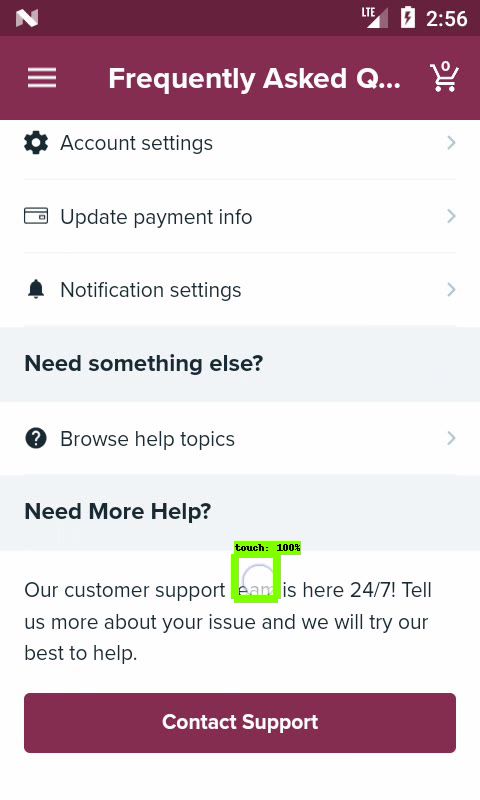 LTE 2:56
Frequently Asked Q... 0
Account settings
Update payment info
Notification settings
Need something else?
Browse help topics
Need More Help?
touch: 100%
Our customer support team is here 24/7! Tell
us more about your issue and we will try our
best to help.
Contact Support